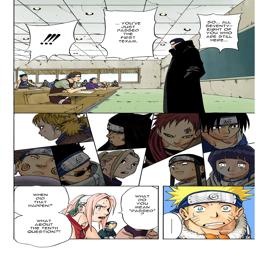 SO... ALL
SEVENTY-
EIGHT OF
YOU WHO
ARE STILL
HERE...
...YOU'VE
JUST
PASSED
THE
FIRST
EXAM.
!!!
WHAT
DO YOU
MEAN
"PASSED"
WHEN
DID THAT
HAPPEN?
WHAT
ABOUT
THE TENTH
QUESTION?!